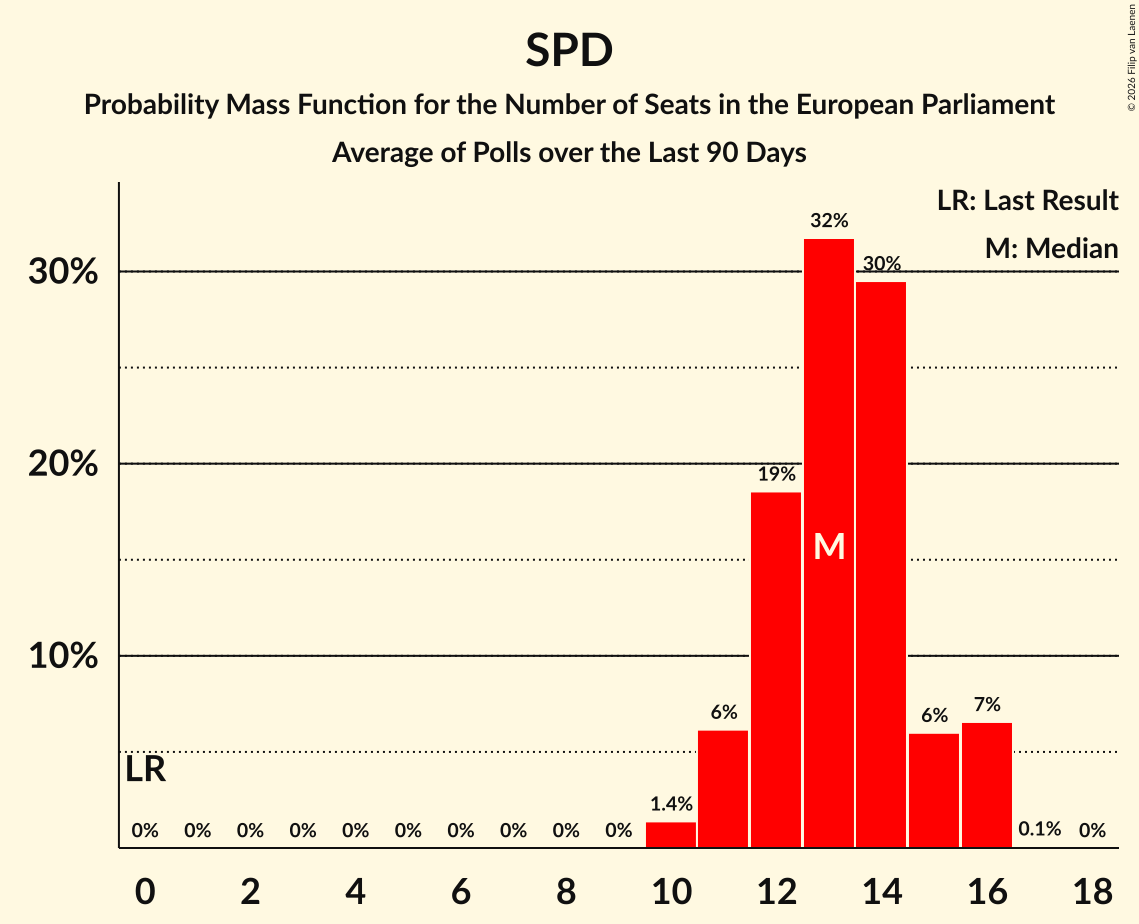 SPD
Probability Mass Function for the Number of Seats in the European Parliament
Average of Polls over the Last 90 Days
© 2026 Filip van Laenen
LR: Last Result
M: Median
32%
30%
30%
20%
19%
M
10%
7%
6%
6%
LR
1.4%
0% 0% 0% 0% 0% 0% 0% 0% 0% 0% 0.1% 0%
0 2 4 6 8 10 12 14 16 18